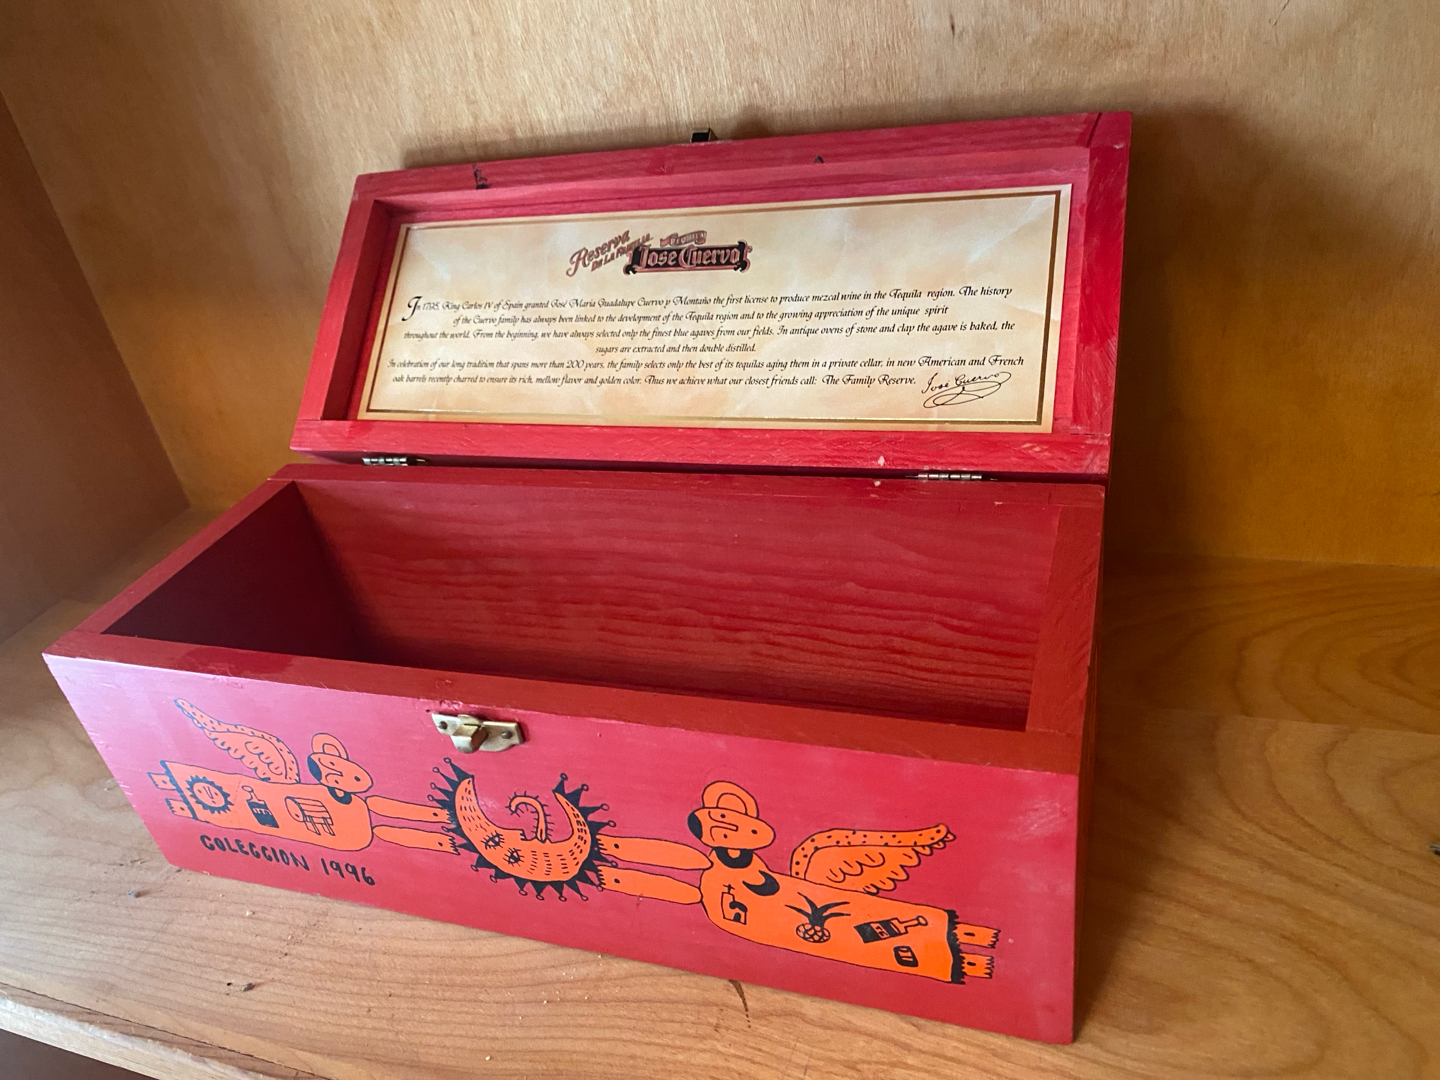 Reserva
DE LA FAMILIA
José Cuervo
In 1795, King Carlos IV of Spain granted José María Guadalupe Cuervo y Montaño the first license to produce mezcal wine in the Tequila region. The history
of the Cuervo family has always been linked to the development of the Tequila region and to the growing appreciation of the unique spirit
throughout the world. From the beginning, we have always selected only the finest blue agaves from our fields. In antique ovens of stone and clay the agave is baked, the
sugars are extracted and then double distilled.
In celebration of our long tradition that spans more than 200 years, the family selects only the best of its tequilas aging them in a private cellar, in new American and French
oak barrels recently charred to ensure its rich, mellow flavor and golden color. Thus we achieve what our closest friends call: The Family Reserve.
José Cuervo
COLECCION 1996